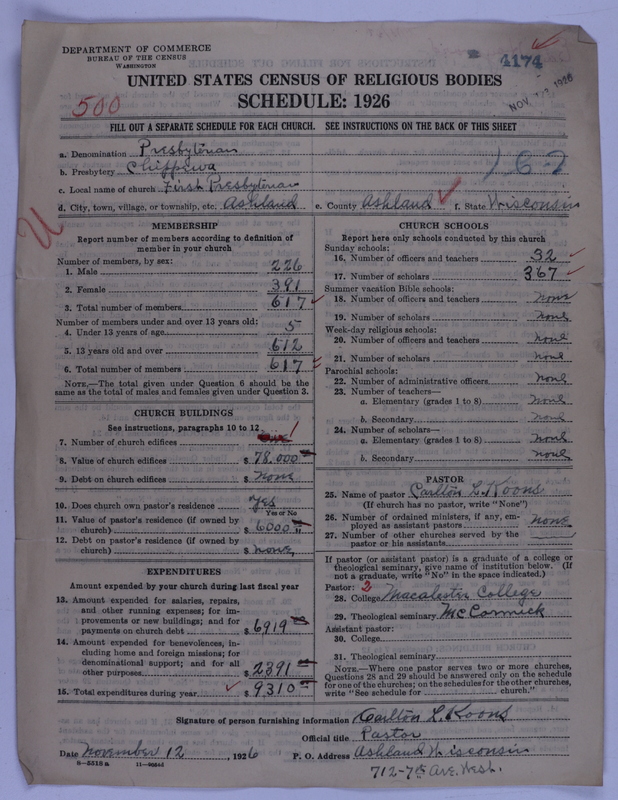 DEPARTMENT OF COMMERCE
BUREAU OF THE CENSUS
WASHINGTON
4174
UNITED STATES CENSUS OF RELIGIOUS BODIES
SCHEDULE: 1926
500
NOV 1926
FILL OUT A SEPARATE SCHEDULE FOR EACH CHURCH. SEE INSTRUCTIONS ON THE BACK OF THIS SHEET
a. Denomination Presbyterian
b. Presbytery Chippewa
167
c. Local name of church First Presbyterian
d. City, town, village, or township, etc. Ashland e. County Ashland f. State Wisconsin
MEMBERSHIP
Report number of members according to definition of
member in your church
Number of members, by sex:
1. Male 226
2. Female 391
3. Total number of members 617
Number of members under and over 13 years old:
4. Under 13 years of age 5
5. 13 years old and over 612
6. Total number of members 617
NOTE.—The total given under Question 6 should be the
same as the total of males and females given under Question 3.
CHURCH BUILDINGS
See instructions, paragraphs 10 to 12
7. Number of church edifices 1
8. Value of church edifices $ 78.000
9. Debt on church edifices $ None
10. Does church own pastor's residence? Yes
Yes or No
11. Value of pastor's residence (if owned by
church) $ 6000
12. Debt on pastor's residence (if owned by
church) $ none
EXPENDITURES
Amount expended by your church during last fiscal year
13. Amount expended for salaries, repairs,
and other running expenses; for im-
provements or new buildings; and for
payments on church debt $ 6919
14. Amount expended for benevolences, in-
cluding home and foreign missions; for
denominational support; and for all
other purposes $ 2391
15. Total expenditures during year $ 9310
CHURCH SCHOOLS
Report here only schools conducted by this church
Sunday schools:
16. Number of officers and teachers 32
17. Number of scholars 367
Summer vacation Bible schools:
18. Number of officers and teachers none
19. Number of scholars none
Week-day religious schools:
20. Number of officers and teachers none
21. Number of scholars none
Parochial schools:
22. Number of administrative officers none
23. Number of teachers—
a. Elementary (grades 1 to 8) none
b. Secondary none
24. Number of scholars—
a. Elementary (grades 1 to 8) none
b. Secondary none
PASTOR
25. Name of pastor Carlton L. Koons
(If church has no pastor, write "None")
26. Number of ordained ministers, if any, em-
ployed as assistant pastors none
27. Number of other churches served by the
pastor or his assistants
If pastor (or assistant pastor) is a graduate of a college or
theological seminary, give name of institution below. (If
not a graduate, write "No" in the space indicated.)
Pastor: 2
28. College Macalester College
29. Theological seminary McCormick
Assistant pastor:
30. College
31. Theological seminary
NOTE.—Where one pastor serves two or more churches,
Questions 28 and 29 should be answered only on the schedule
for one of the churches; on the schedules for the other churches,
write "See schedule for church."
Signature of person furnishing information Carlton L. Koons
Official title Pastor
Date November 12, 1926 P. O. Address Ashland Wisconsin
8—5518a
712-7th Ave. West.